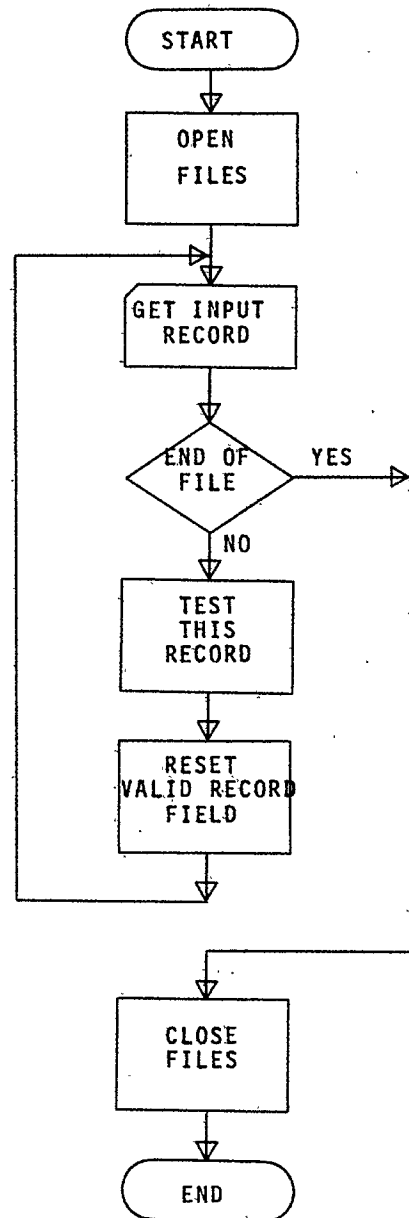 START
OPEN
FILES
GET INPUT
RECORD
END OF
FILE
YES
NO
TEST
THIS
RECORD
RESET
VALID RECORD
FIELD
CLOSE
FILES
END